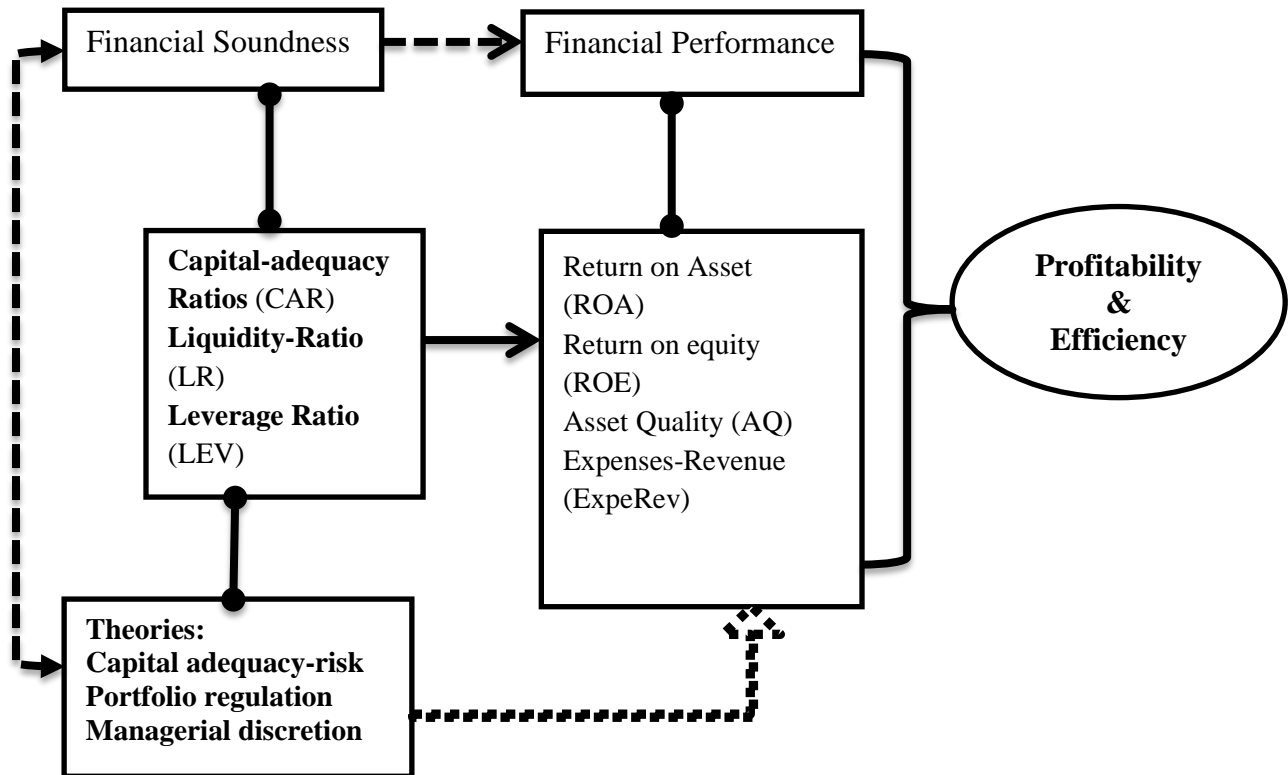 Financial Soundness
Financial Performance
Capital-adequacy
Ratios (CAR)
Liquidity-Ratio
(LR)
Leverage Ratio
(LEV)
Return on Asset
(ROA)
Return on equity
(ROE)
Asset Quality (AQ)
Expenses-Revenue
(ExpeRev)
Profitability
&
Efficiency
Theories:
Capital adequacy-risk
Portfolio regulation
Managerial discretion